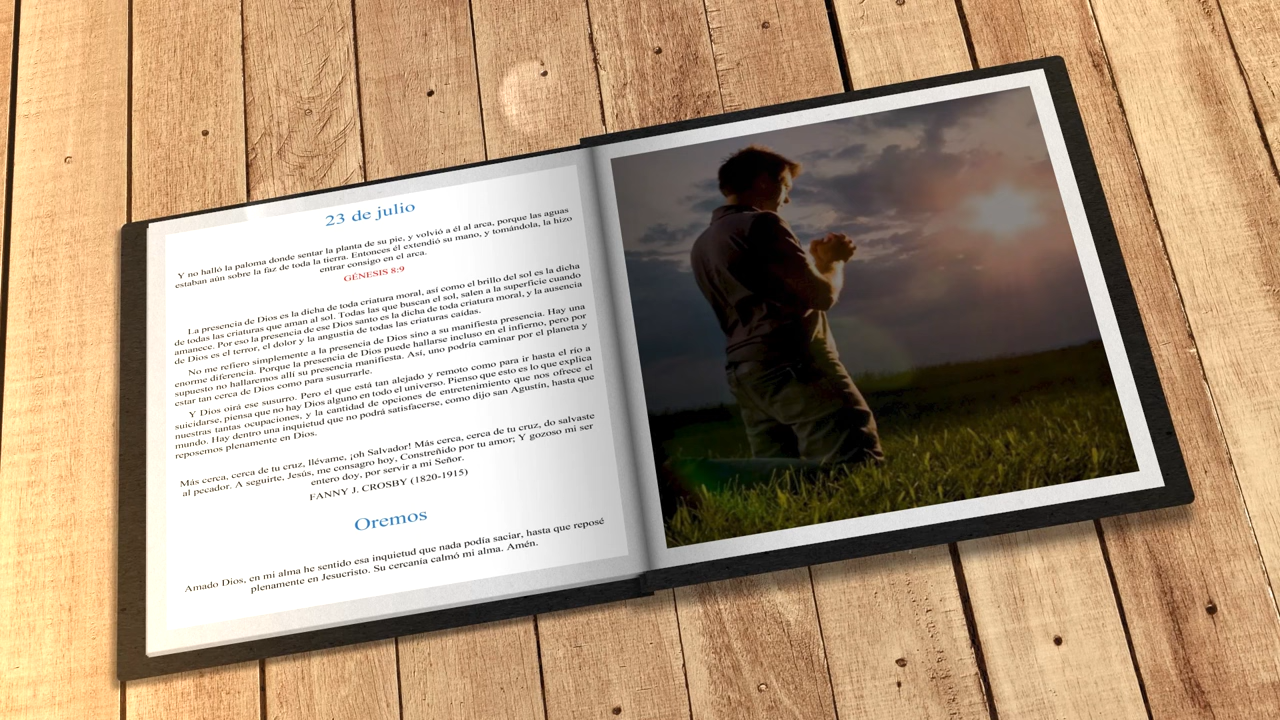 23 de julio
Y no halló la paloma donde sentar la planta de su pie, y volvió a él al arca, porque las aguas
estaban aún sobre la faz de toda la tierra. Entonces él extendió su mano, y tomándola, la hizo
entrar consigo en el arca.
GÉNESIS 8:9
La presencia de Dios es la dicha de toda criatura moral, así como el brillo del sol es la dicha
de todas las criaturas que aman al sol. Todas las que buscan el sol, salen a la superficie cuando
amanece. Por eso la presencia de ese Dios santo es la dicha de toda criatura moral, y la ausencia
de Dios es el terror, el dolor y la angustia de todas las criaturas caídas.
No me refiero simplemente a la presencia de Dios sino a su manifiesta presencia. Hay una
enorme diferencia. Porque la presencia de Dios puede hallarse incluso en el infierno, pero por
supuesto no hallaremos allí su presencia manifiesta. Así, uno podría caminar por el planeta y
estar tan cerca de Dios como para susurrarle.
Y Dios oirá ese susurro. Pero el que está tan alejado y remoto como para ir hasta el río a
suicidarse, piensa que no hay Dios alguno en todo el universo. Pienso que esto es lo que explica
nuestras tantas ocupaciones, y la cantidad de opciones de entretenimiento que nos ofrece el
mundo. Hay dentro una inquietud que no podrá satisfacerse, como dijo san Agustín, hasta que
reposemos plenamente en Dios.
Más cerca, cerca de tu cruz, llévame, ¡oh Salvador! Más cerca, cerca de tu cruz, do salvaste
al pecador. A seguirte, Jesús, me consagro hoy, Constreñido por tu amor; Y gozoso mi ser
entero doy, por servir a mi Señor.
FANNY J. CROSBY (1820-1915)
Oremos
Amado Dios, en mi alma he sentido esa inquietud que nada podía saciar, hasta que reposé
plenamente en Jesucristo. Su cercanía calmó mi alma. Amén.